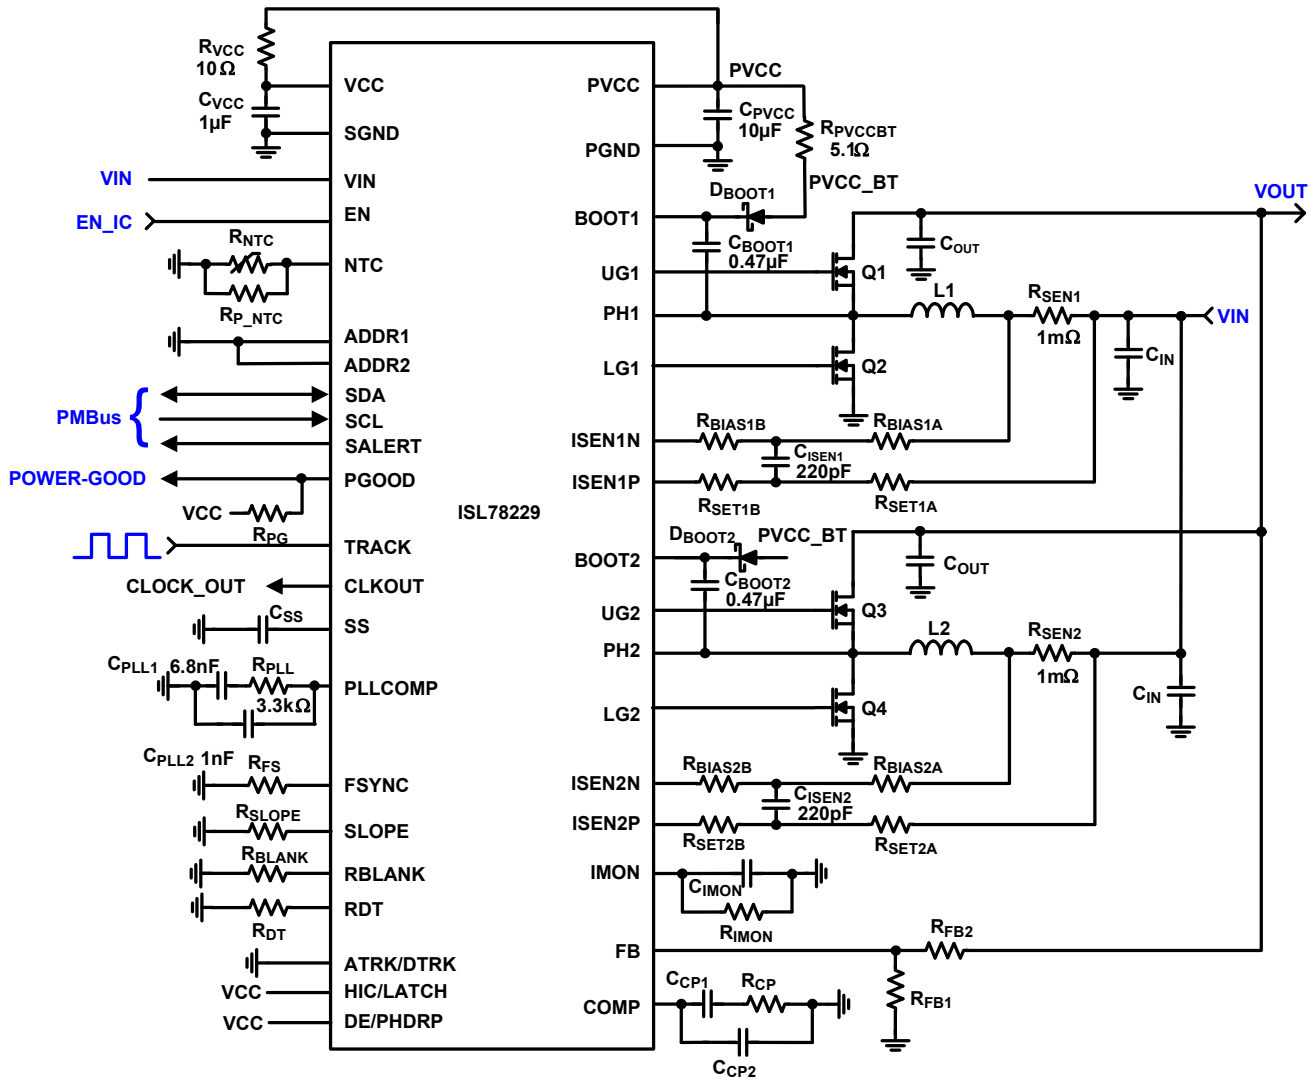 RVCC
10Ω
CVCC
1µF
VCC
SGND
VIN
VIN
EN_IC
EN
RNTC
NTC
RP_NTC
ADDR1
ADDR2
PMBus
SDA
SCL
SALERT
POWER-GOOD
PGOOD
VCC
RPG
TRACK
CLOCK_OUT
CLKOUT
CSS
SS
CPLL1 6.8nF
RPLL
3.3kΩ
PLLCOMP
CPLL2 1nF
RFS
FSYNC
RSLOPE
SLOPE
RBLANK
RBLANK
RDT
RDT
ATRK/DTRK
VCC
HIC/LATCH
VCC
DE/PHDRP
ISL78229
PVCC
PVCC
CPVCC
10µF
PGND
RPVCCBT
5.1Ω
PVCC_BT
DBOOT1
BOOT1
CBOOT1
0.47µF
UG1
Q1
COUT
VOUT
PH1
L1
RSEN1
1mΩ
VIN
CIN
LG1
Q2
ISEN1N
RBIAS1B
RBIAS1A
CISEN1
220pF
ISEN1P
RSET1B
RSET1A
DBOOT2
PVCC_BT
BOOT2
CBOOT2
0.47µF
COUT
UG2
Q3
PH2
L2
RSEN2
1mΩ
CIN
LG2
Q4
ISEN2N
RBIAS2B
RBIAS2A
CISEN2
220pF
ISEN2P
RSET2B
RSET2A
IMON
CIMON
RIMON
FB
RFB2
RFB1
COMP
CCP1
RCP
CCP2